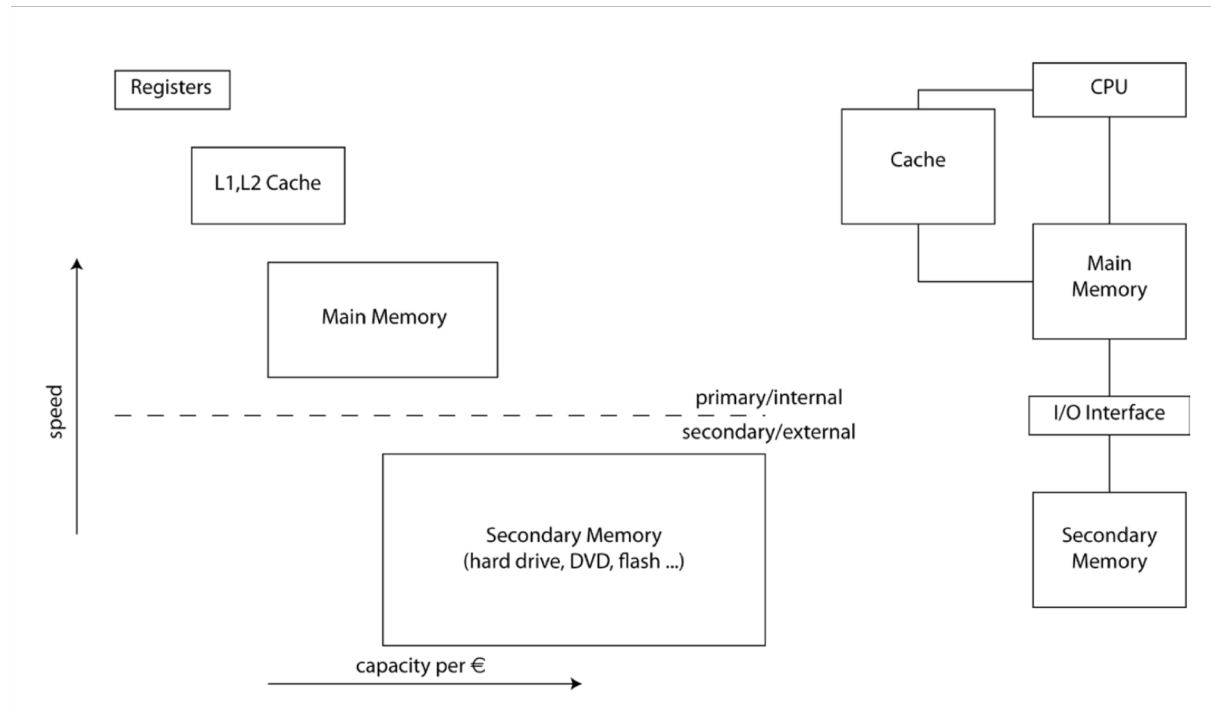 Registers
L1,L2 Cache
Main Memory
speed
primary/internal
secondary/external
Secondary Memory
(hard drive, DVD, flash ...)
capacity per €
CPU
Cache
Main
Memory
I/O Interface
Secondary
Memory